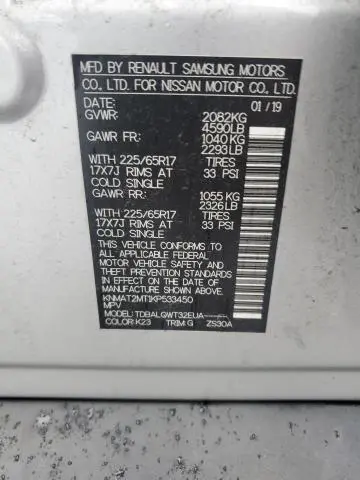 MFD BY RENAULT SAMSUNG MOTORS
CO. LTD. FOR NISSAN MOTOR CO. LTD.
DATE: 01/19
GVWR: 2082KG
4590LB
GAWR FR: 1040 KG
2293LB
WITH 225/65R17 TIRES
17X7J RIMS AT 33 PSI
COLD SINGLE
GAWR RR: 1055 KG
2326LB
WITH 225/65R17 TIRES
17X7J RIMS AT 33 PSI
COLD SINGLE
THIS VEHICLE CONFORMS TO
ALL APPLICABLE FEDERAL
MOTOR VEHICLE SAFETY AND
THEFT PREVENTION STANDARDS
IN EFFECT ON THE DATE OF
MANUFACTURE SHOWN ABOVE.
KNMAT2MT1KP533450
MPV
MODEL: TDBALQWT32EUA-----
COLOR: K23 TRIM: G ZS30A